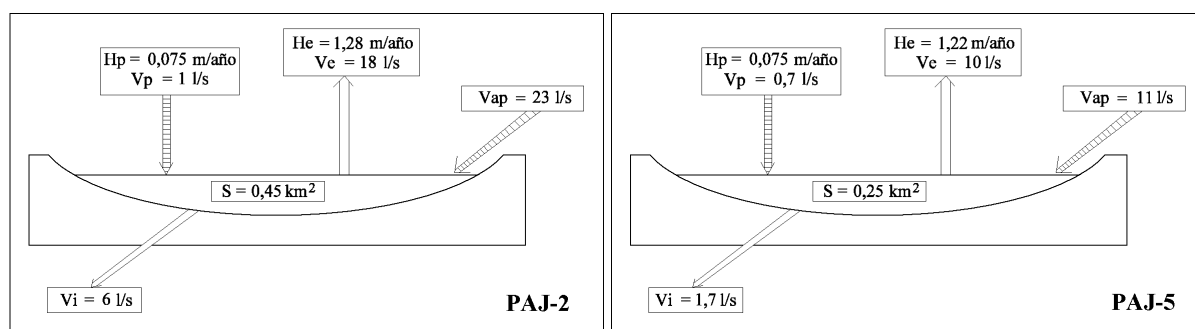 Hp = 0,075 m/año
Vp = 1 l/s
He = 1,28 m/año
Ve = 18 l/s
Vap = 23 l/s
S = 0,45 km²
Vi = 6 l/s
PAJ-2
Hp = 0,075 m/año
Vp = 0,7 l/s
He = 1,22 m/año
Ve = 10 l/s
Vap = 11 l/s
S = 0,25 km²
Vi = 1,7 l/s
PAJ-5